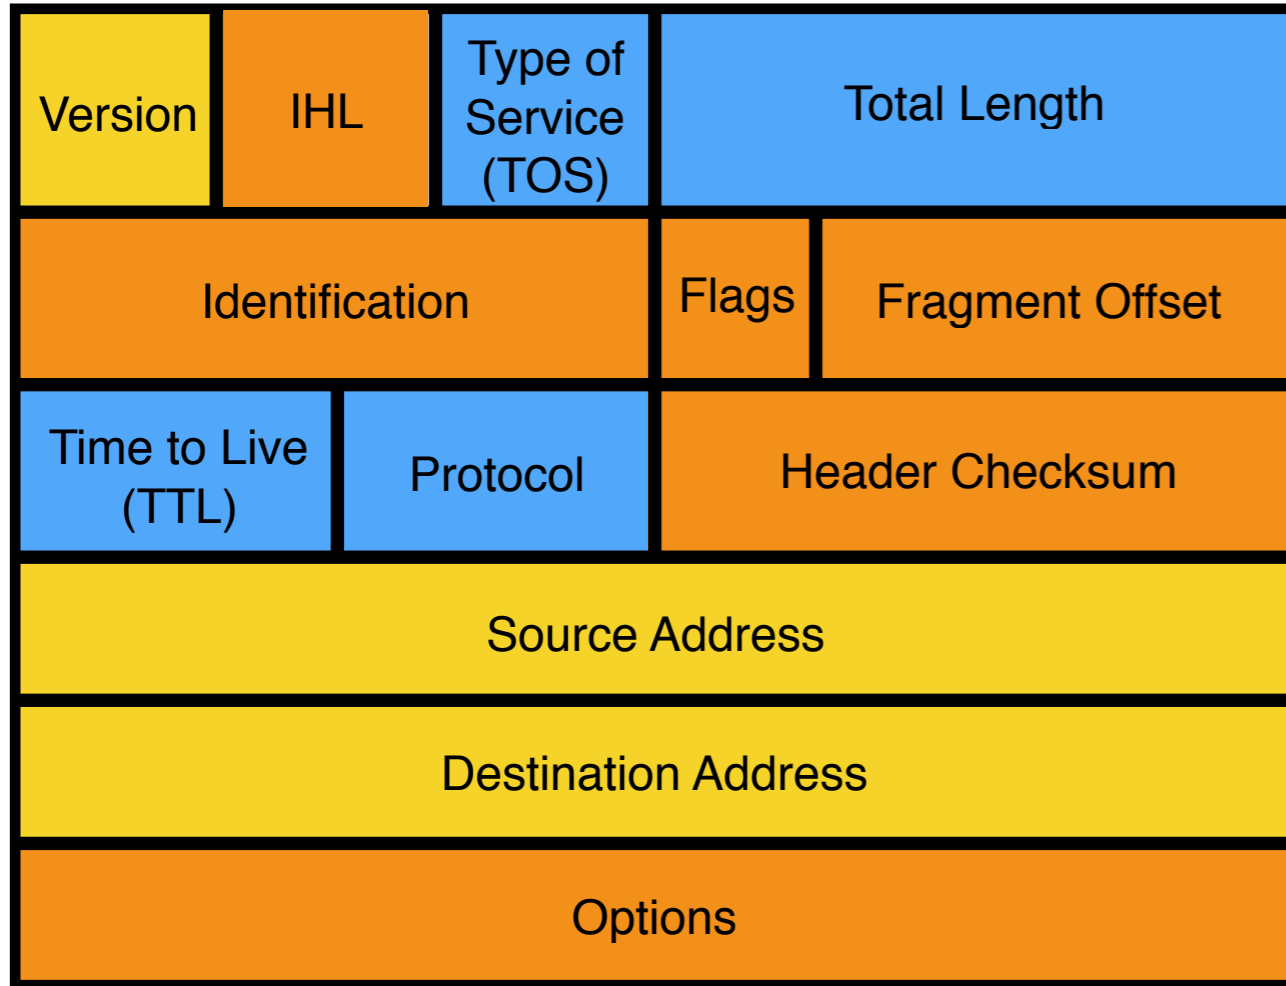 Version
IHL
Type of
Service
(TOS)
Total Length
Identification
Flags
Fragment Offset
Time to Live
(TTL)
Protocol
Header Checksum
Source Address
Destination Address
Options